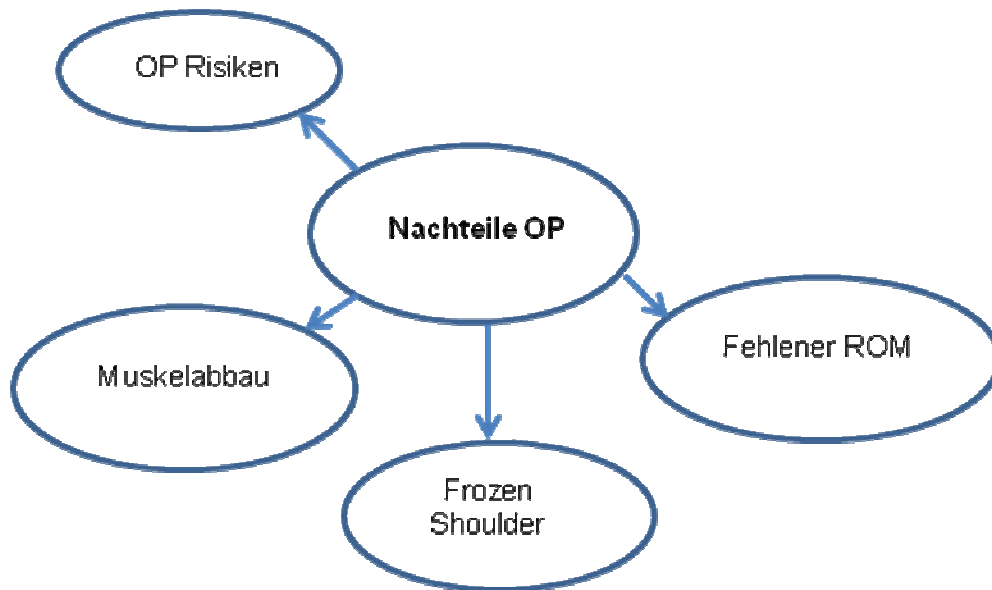 OP Risiken
Nachteile OP
Fehlener ROM
Muskelabbau
Frozen
Shoulder